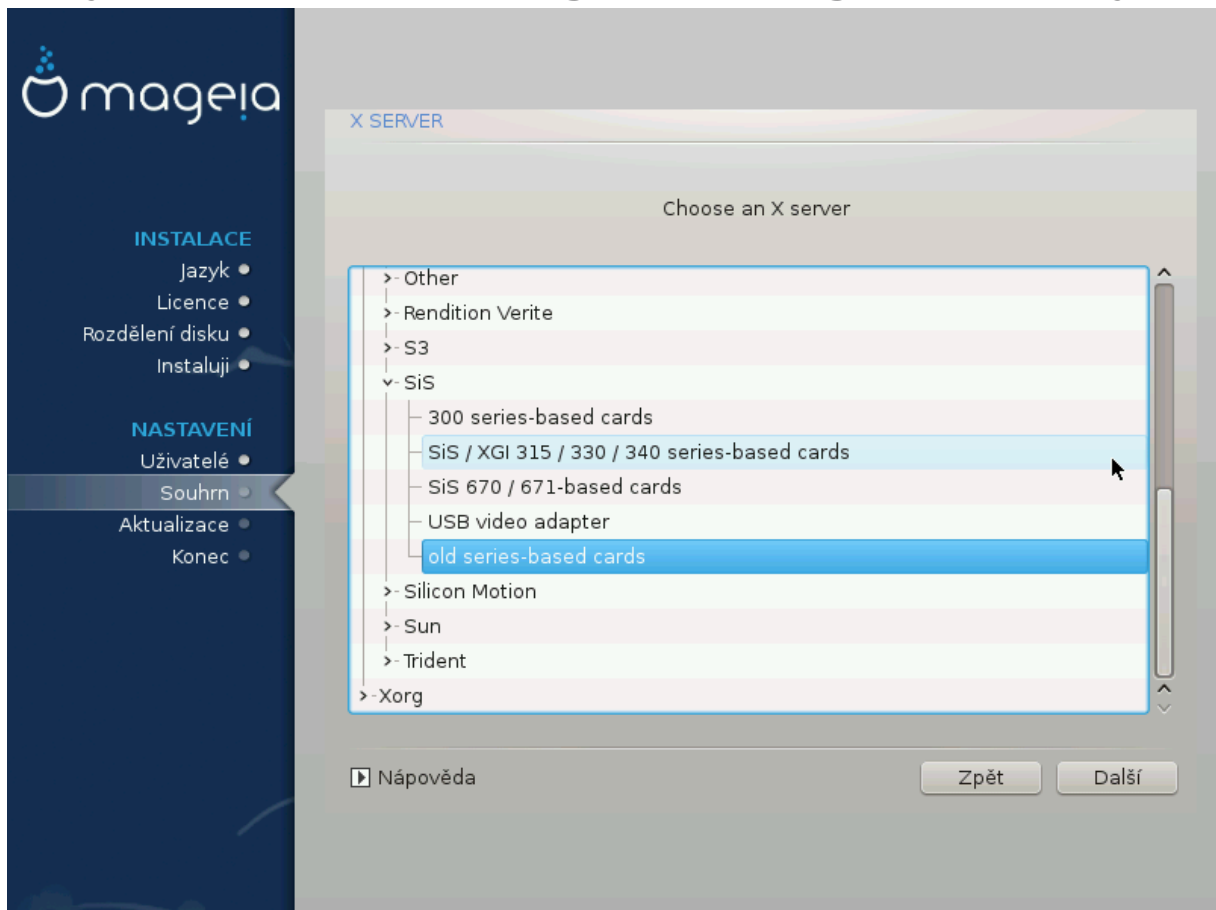 mageia
INSTALACE
Jazyk
Licence
Rozdělení disku
Instaluji
NASTAVENÍ
Uživatelé
Souhrn
Aktualizace
Konec
X SERVER
Choose an X server
Other
Rendition Verite
S3
SiS
300 series-based cards
SiS / XGI 315 / 330 / 340 series-based cards
SiS 670 / 671-based cards
USB video adapter
old series-based cards
Silicon Motion
Sun
Trident
Xorg
Nápověda
Zpět
Další